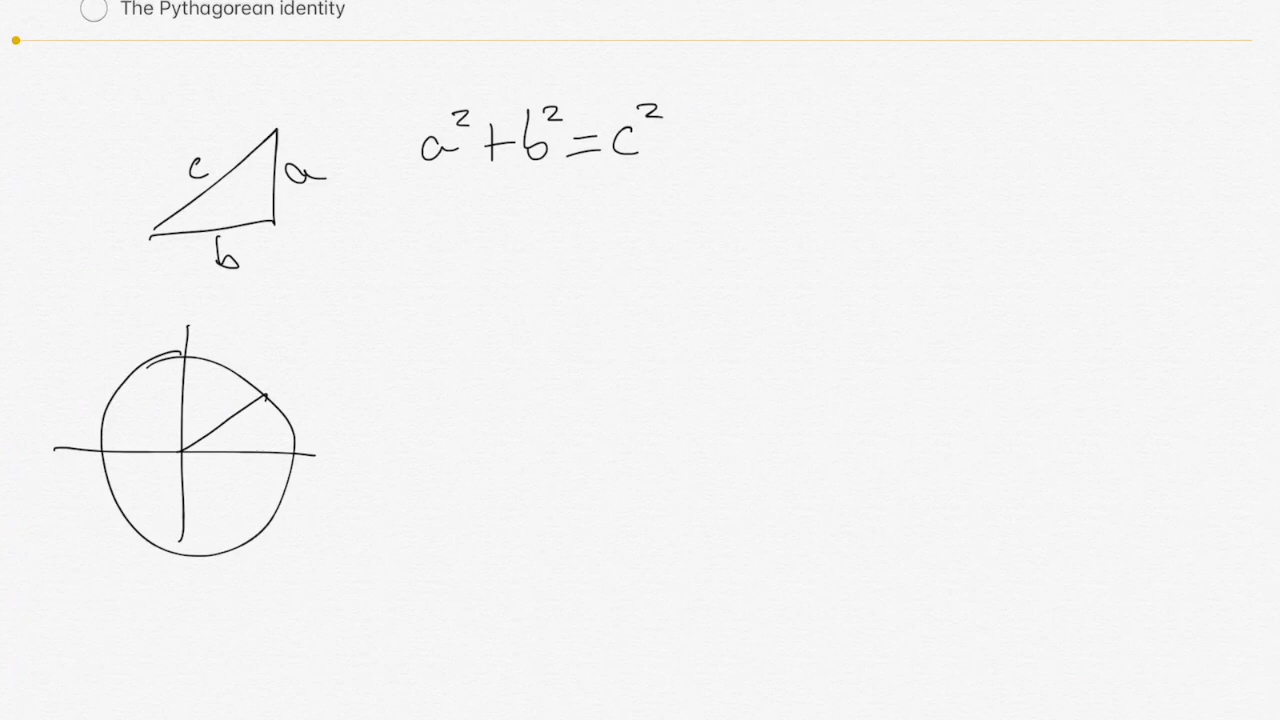 The Pythagorean identity
a² + b² = c²
c
a
b